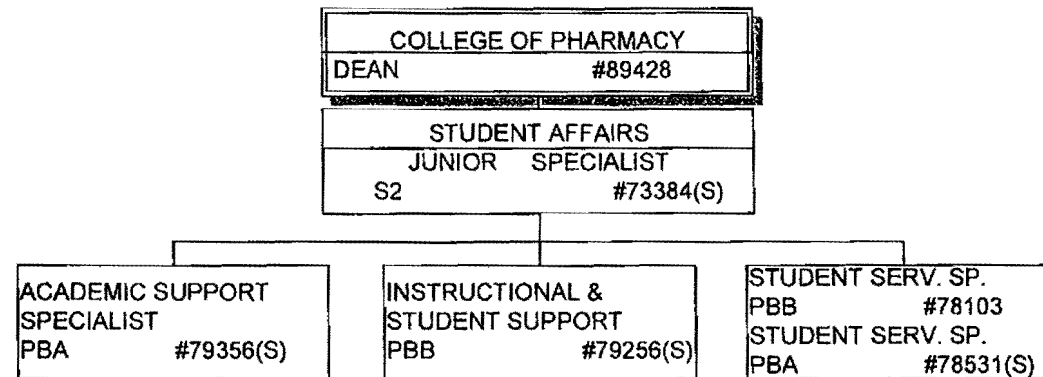 COLLEGE OF PHARMACY
DEAN #89428
STUDENT AFFAIRS
JUNIOR SPECIALIST
S2 #73384(S)
ACADEMIC SUPPORT
SPECIALIST
PBA #79356(S)
INSTRUCTIONAL &
STUDENT SUPPORT
PBB #79256(S)
STUDENT SERV. SP.
PBB #78103
STUDENT SERV. SP.
PBA #78531(S)